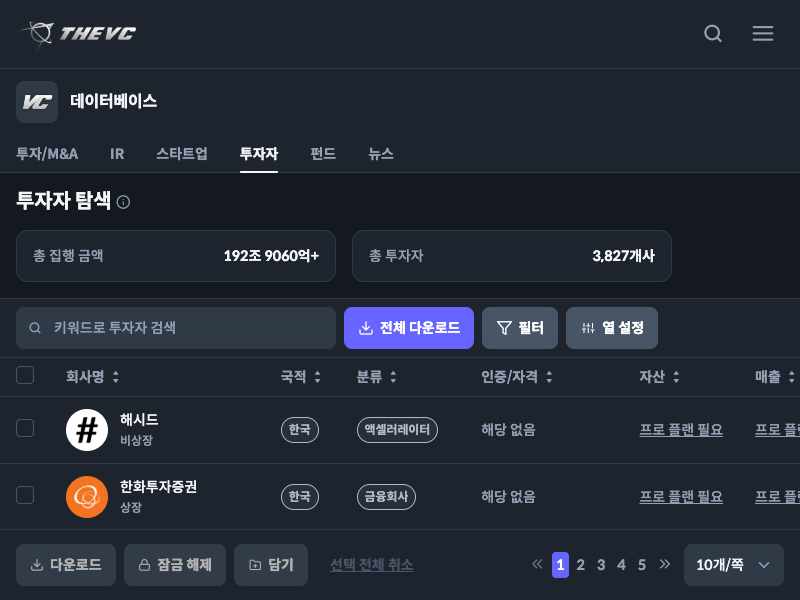 THEVC
VC 데이터베이스
투자/M&A IR 스타트업 투자자 펀드 뉴스
투자자 탐색
총 집행 금액 192조 9060억+ 총 투자자 3,827개사
키워드로 투자자 검색 전체 다운로드 필터 열 설정
회사명 국적 분류 인증/자격 자산 매출
# 해시드 비상장 한국 액셀러레이터 해당 없음 프로 플랜 필요 프로 플
한화투자증권 상장 한국 금융회사 해당 없음 프로 플랜 필요 프로 플
다운로드 잠금 해제 담기 선택 전체 취소 « 1 2 3 4 5 » 10개/쪽